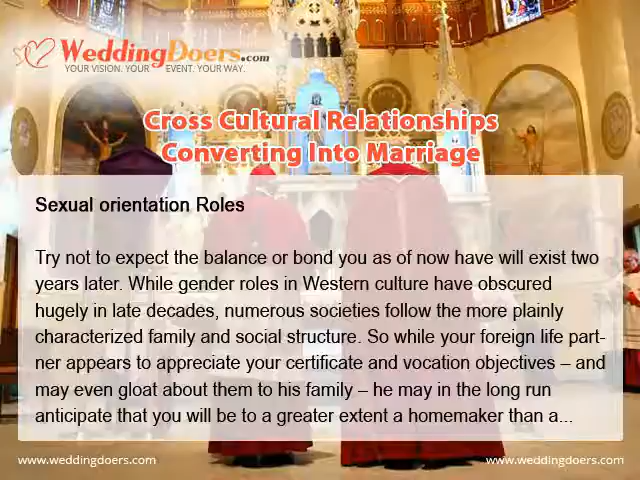 WeddingDoers.com
YOUR VISION. YOUR EVENT. YOUR WAY.
Cross Cultural Relationships
Converting Into Marriage
Sexual orientation Roles
Try not to expect the balance or bond you as of now have will exist two
years later. While gender roles in Western culture have obscured
hugely in late decades, numerous societies follow the more plainly
characterized family and social structure. So while your foreign life part-
ner appears to appreciate your certificate and vocation objectives – and
may even gloat about them to his family – he may in the long run
anticipate that you will be to a greater extent a homemaker than a...
www.weddingdoers.com
www.weddingdoers.com